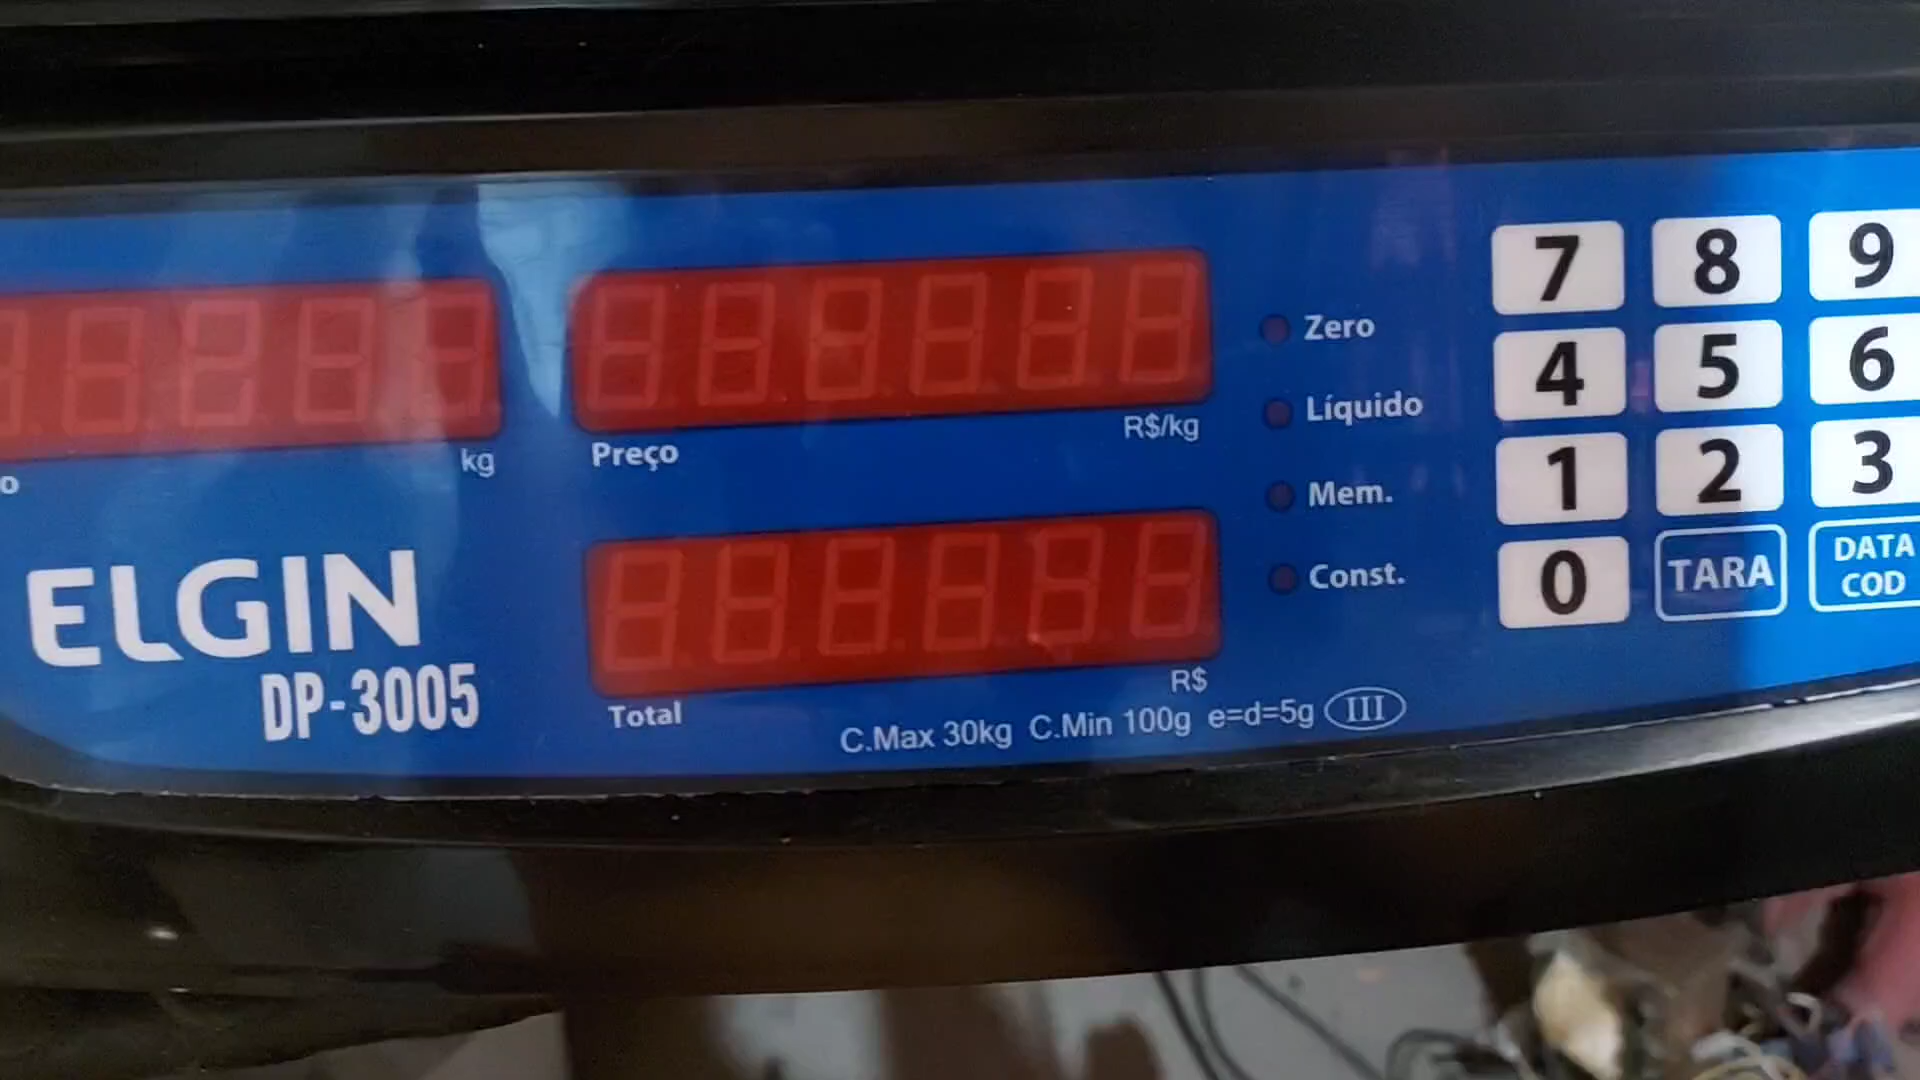 kg
Preço
R$/kg
Zero
Líquido
Mem.
Const.
7 8 9
4 5 6
1 2 3
0 TARA DATA COD
ELGIN
DP-3005
Total
R$
C.Max 30kg C.Min 100g e=d=5g III